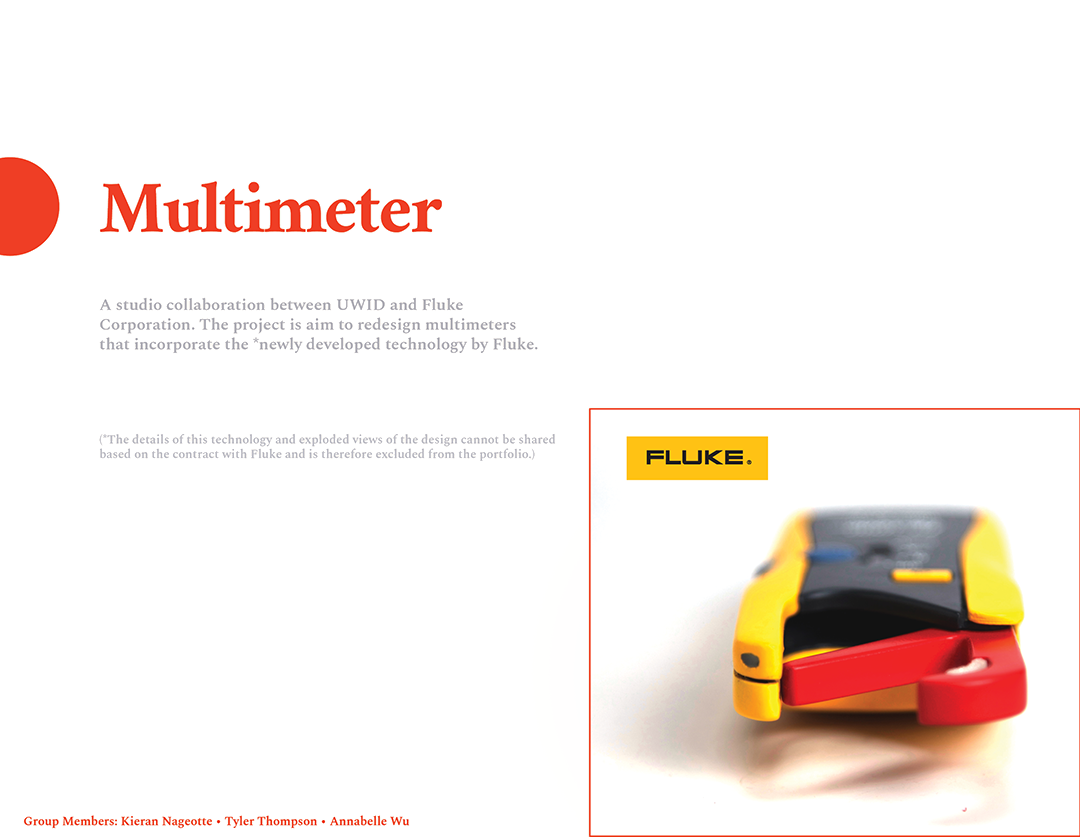 Multimeter
A studio collaboration between UWID and Fluke
Corporation. The project is aim to redesign multimeters
that incorporate the *newly developed technology by Fluke.
(*The details of this technology and exploded views of the design cannot be shared
based on the contract with Fluke and is therefore excluded from the portfolio.)
FLUKE®
Group Members: Kieran Nageotte • Tyler Thompson • Annabelle Wu